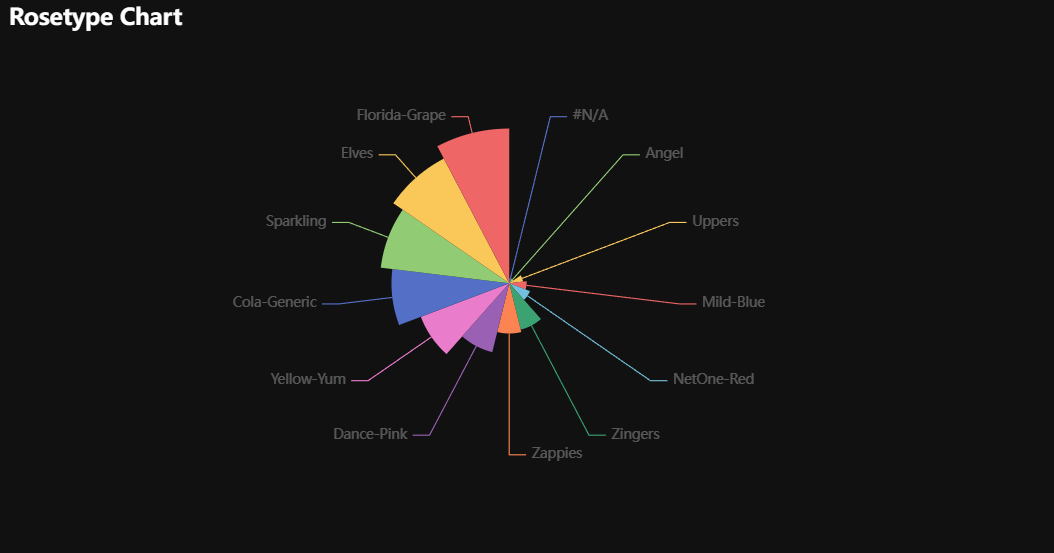 Rosetype Chart
Florida-Grape
#N/A
Elves
Angel
Sparkling
Uppers
Cola-Generic
Mild-Blue
Yellow-Yum
NetOne-Red
Dance-Pink
Zingers
Zappies